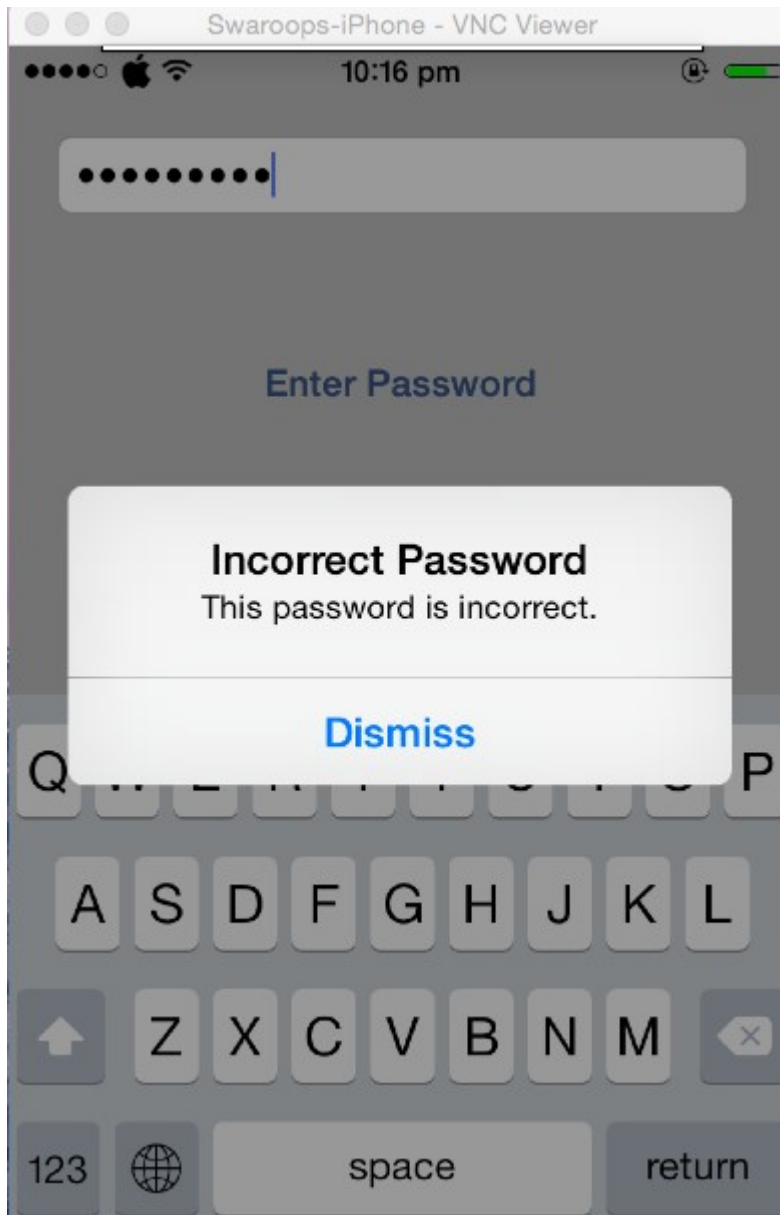 Swaroops-iPhone - VNC Viewer
10:16 pm
Enter Password
Incorrect Password
This password is incorrect.
Dismiss
Q P
A S D F G H J K L
Z X C V B N M
123 space return